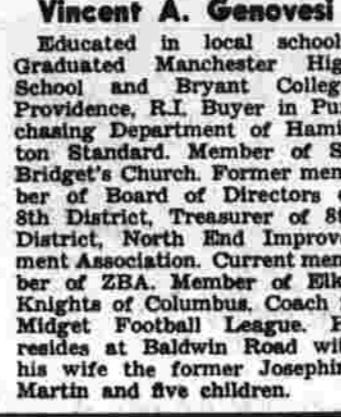 Vincent A. Genovesi
Educated in local school
Graduated Manchester Hig
School and Bryant Colleg
Providence, R.I. Buyer in Pu
chasing Department of Hami
ton Standard. Member of S
Bridget's Church. Former mem
ber of Board of Directors
8th District, Treasurer of 8t
District, North End Improv
ment Association. Current mem
ber of ZBA. Member of Elk
Knights of Columbus. Coach
Midget Football League. H
resides at Baldwin Road wit
his wife the former Josephin
Martin and five children.